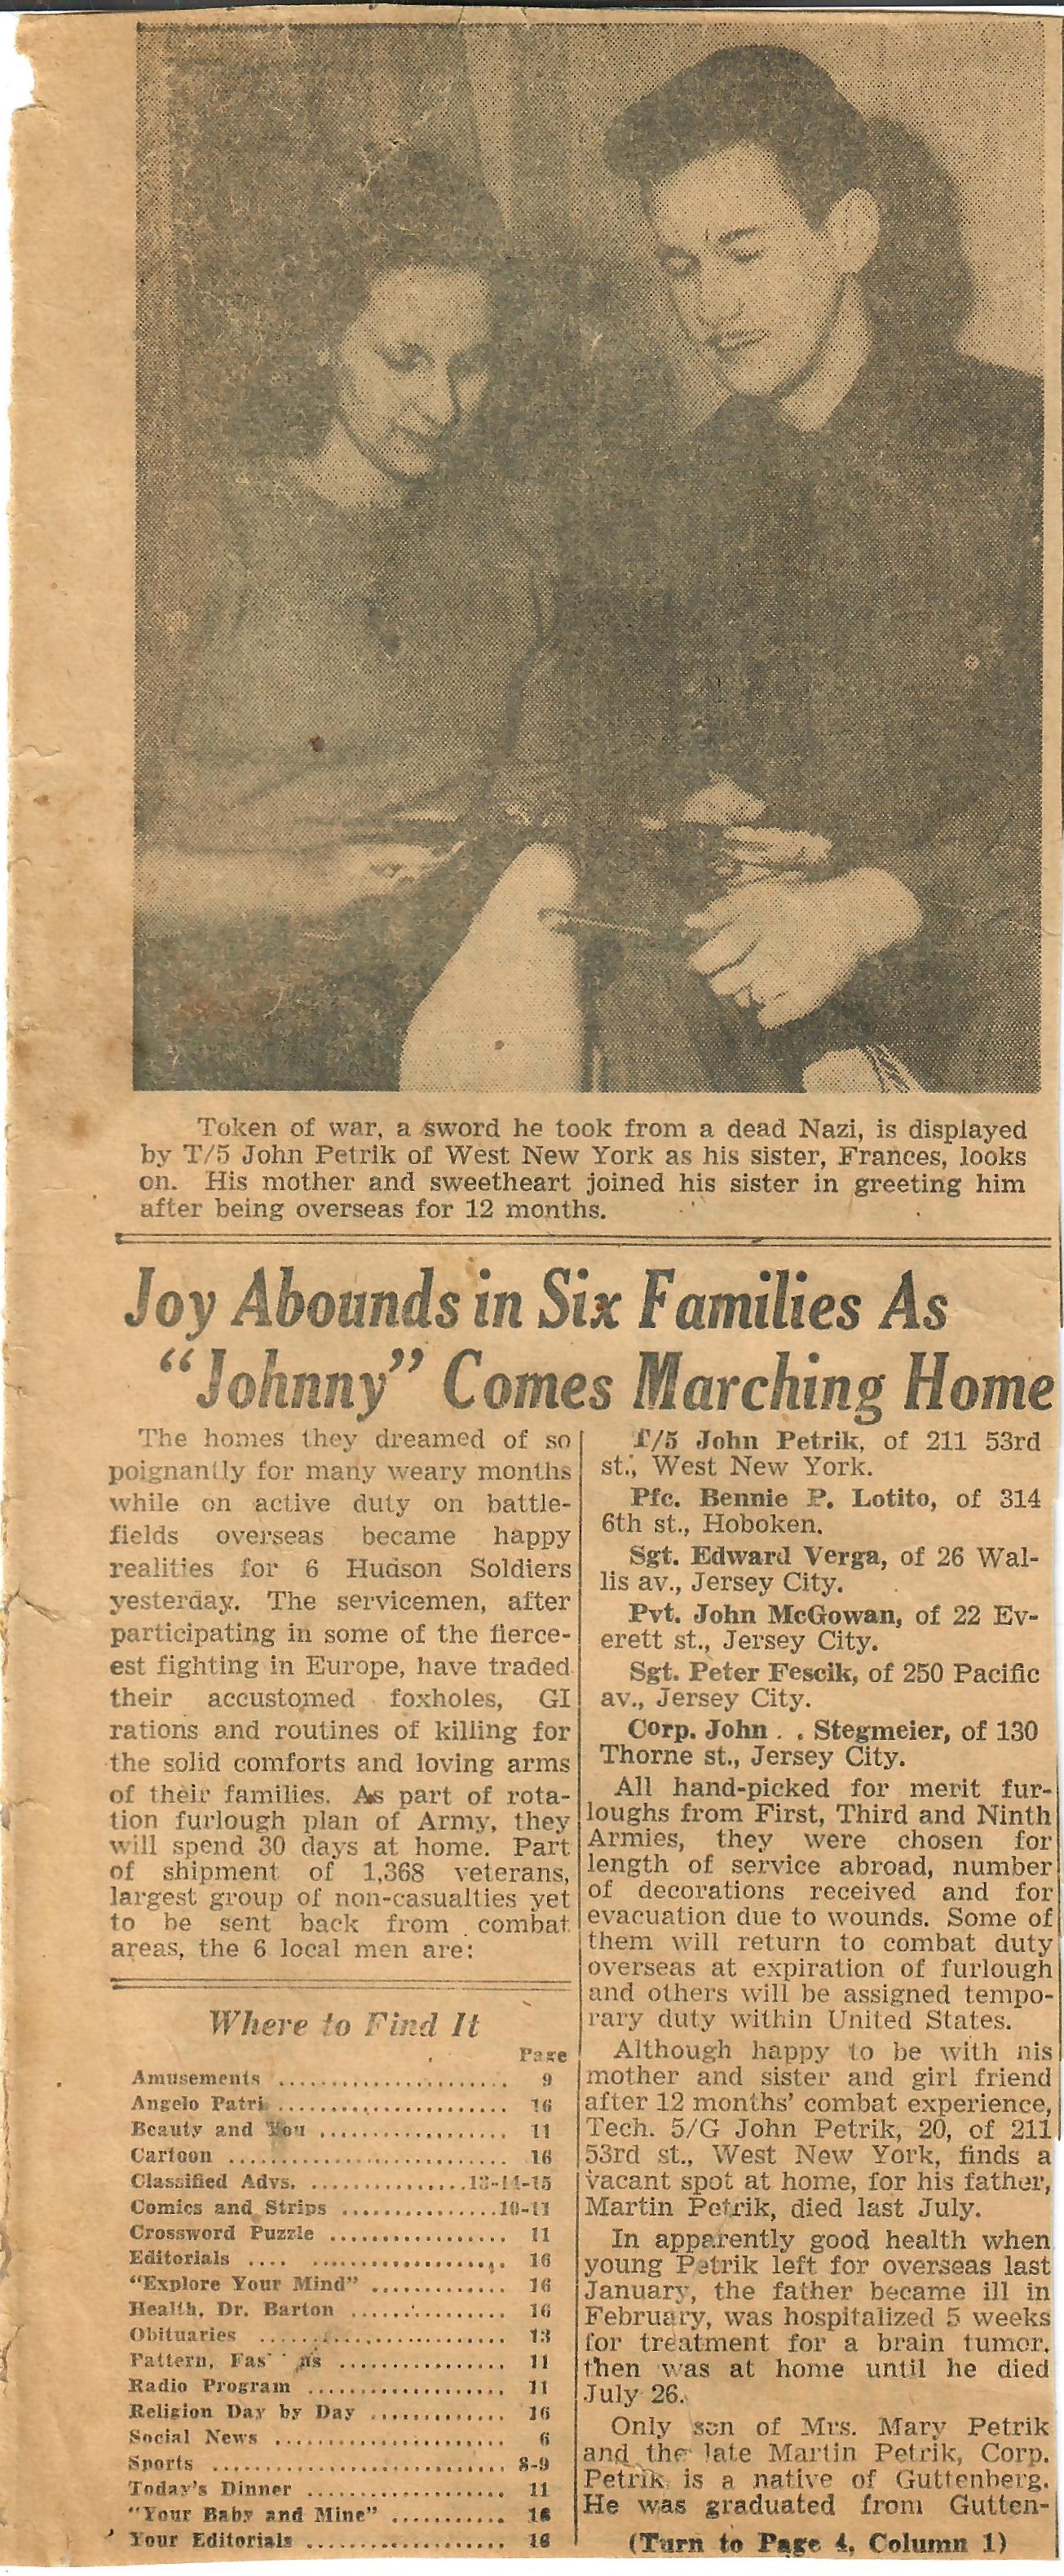 Token of war, a sword he took from a dead Nazi, is displayed
by T/5 John Petrik of West New York as his sister, Frances, looks
on. His mother and sweetheart joined his sister in greeting him
after being overseas for 12 months.
Joy Abounds in Six Families As
"Johnny" Comes Marching Home
The homes they dreamed of so
poignantly for many weary months
while on active duty on battle-
fields overseas became happy
realities for 6 Hudson Soldiers
yesterday. The servicemen, after
participating in some of the fierce-
est fighting in Europe, have traded
their accustomed foxholes, GI
rations and routines of killing for
the solid comforts and loving arms
of their families. As part of rota-
tion furlough plan of Army, they
will spend 30 days at home. Part
of shipment of 1,368 veterans,
largest group of non-casualties yet
to be sent back from combat
areas, the 6 local men are:
Where to Find It
Page
Amusements ...................... 9
Angelo Patri ...................... 16
Beauty and You .................. 11
Cartoon .......................... 16
Classified Advs. ................13-14-15
Comics and Strips ...............10-11
Crossword Puzzle ................. 11
Editorials .... ................... 16
"Explore Your Mind" ............. 16
Health, Dr. Barton ............... 16
Obituaries ........................ 13
Pattern, Fas ns ................ 11
Radio Program ................... 11
Religion Day by Day ............. 16
Social News ...................... 6
Sports ............................ 8-9
Today's Dinner ................... 11
"Your Baby and Mine" ........... 16
Your Editorials ................... 16
T/5 John Petrik, of 211 53rd
st., West New York.
Pfc. Bennie P. Lotito, of 314
6th st., Hoboken.
Sgt. Edward Verga, of 26 Wal-
lis av., Jersey City.
Pvt. John McGowan, of 22 Ev-
erett st., Jersey City.
Sgt. Peter Fescik, of 250 Pacific
av., Jersey City.
Corp. John . . Stegmeier, of 130
Thorne st., Jersey City.
All hand-picked for merit fur-
loughs from First, Third and Ninth
Armies, they were chosen for
length of service abroad, number
of decorations received and for
evacuation due to wounds. Some of
them will return to combat duty
overseas at expiration of furlough
and others will be assigned tempo-
rary duty within United States.
Although happy to be with his
mother and sister and girl friend
after 12 months' combat experience,
Tech. 5/G John Petrik, 20, of 211
53rd st., West New York, finds a
vacant spot at home, for his father,
Martin Petrik, died last July.
In apparently good health when
young Petrik left for overseas last
January, the father became ill in
February, was hospitalized 5 weeks
for treatment for a brain tumor,
then was at home until he died
July 26.
Only son of Mrs. Mary Petrik
and the late Martin Petrik, Corp.
Petrik is a native of Guttenberg.
He was graduated from Gutten-
(Turn to Page 4, Column 1)